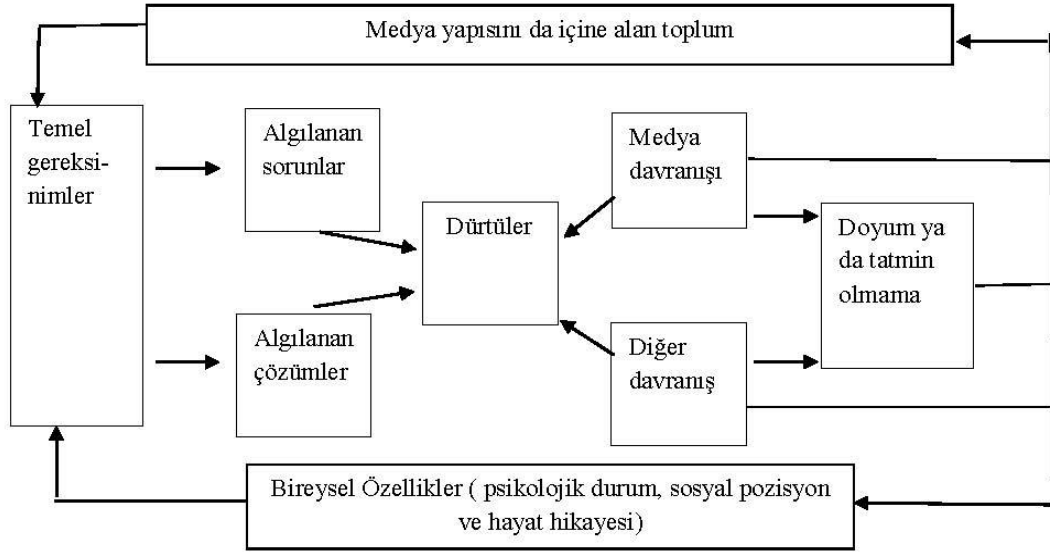 Medya yapısını da içine alan toplum
Temel
gereksi-
nimler
Algılanan
sorunlar
Algılanan
çözümler
Dürtüler
Medya
davranışı
Diğer
davranış
Doyum ya
da tatmin
olmama
Bireysel Özellikler ( psikolojik durum, sosyal pozisyon
ve hayat hikayesi)